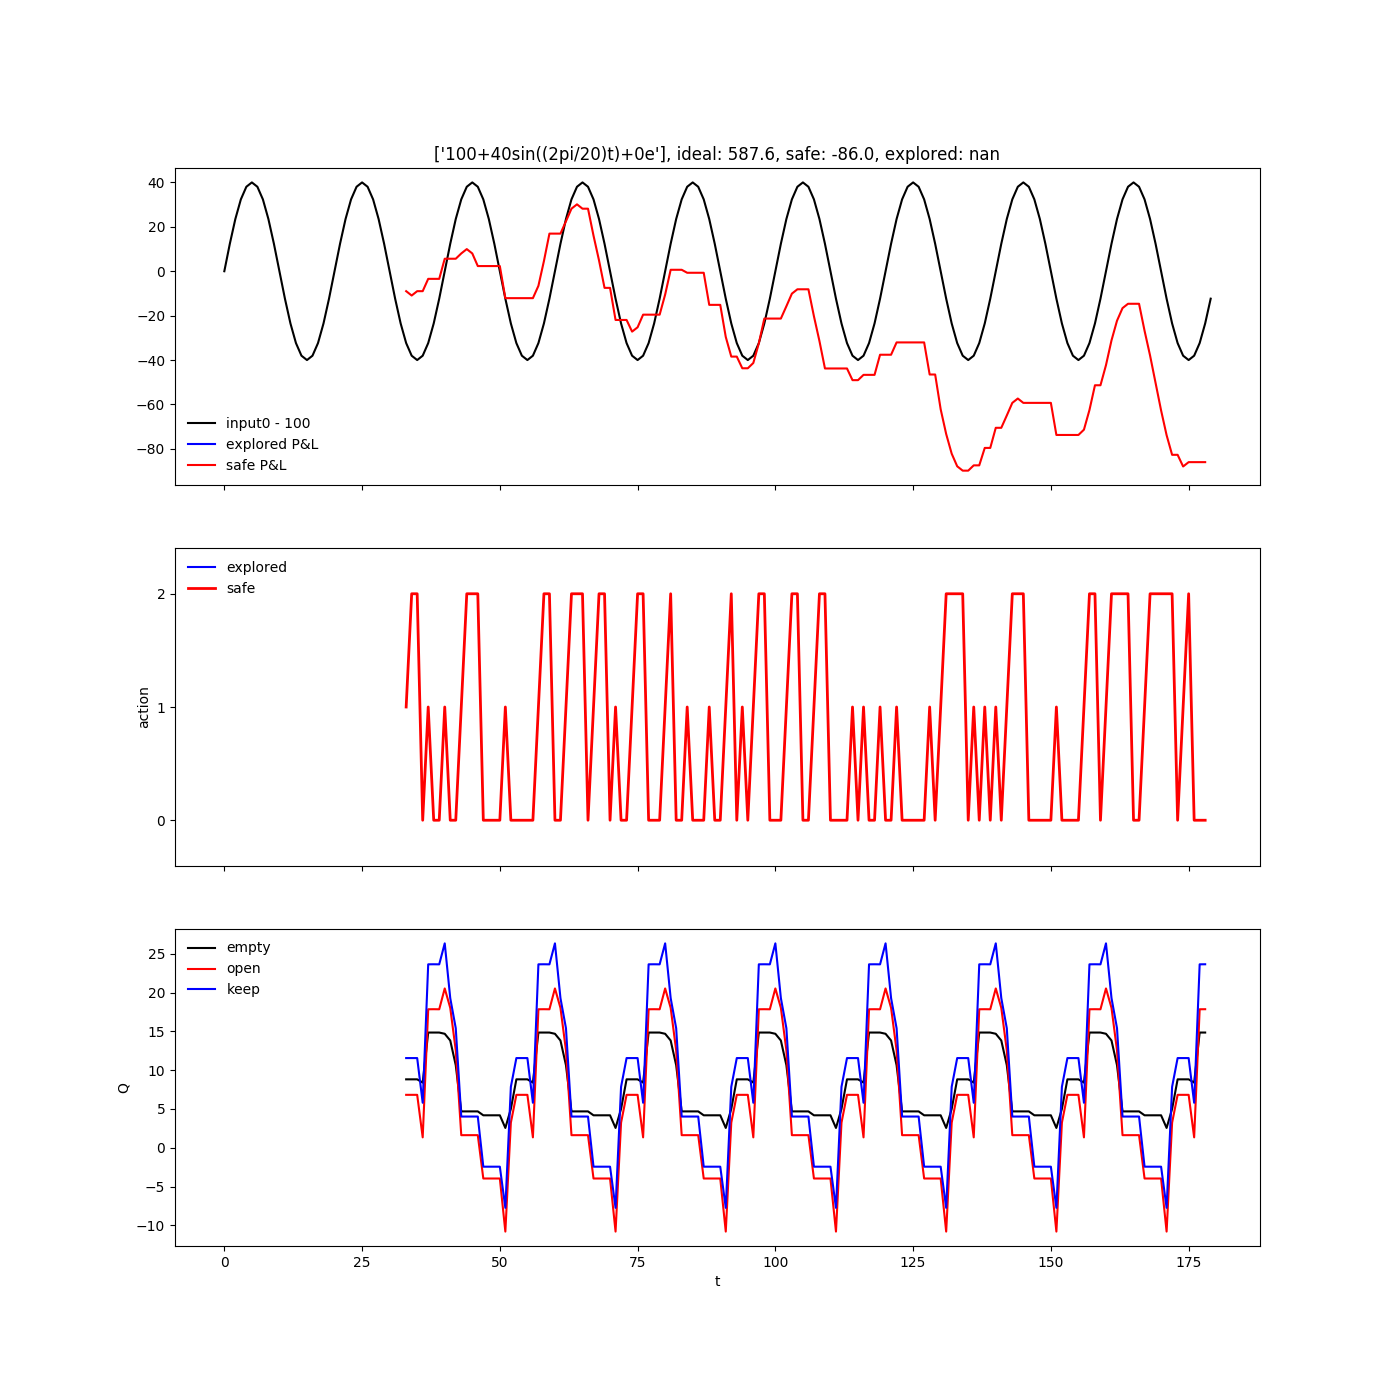 ['100+40sin((2pi/20)t)+0e'], ideal: 587.6, safe: -86.0, explored: nan
40
20
0
−20
−40
−60
−80
input0 - 100
explored P&L
safe P&L
explored
safe
2
1
0
action
empty
open
keep
25
20
15
10
5
0
−5
−10
Q
0 25 50 75 100 125 150 175
t